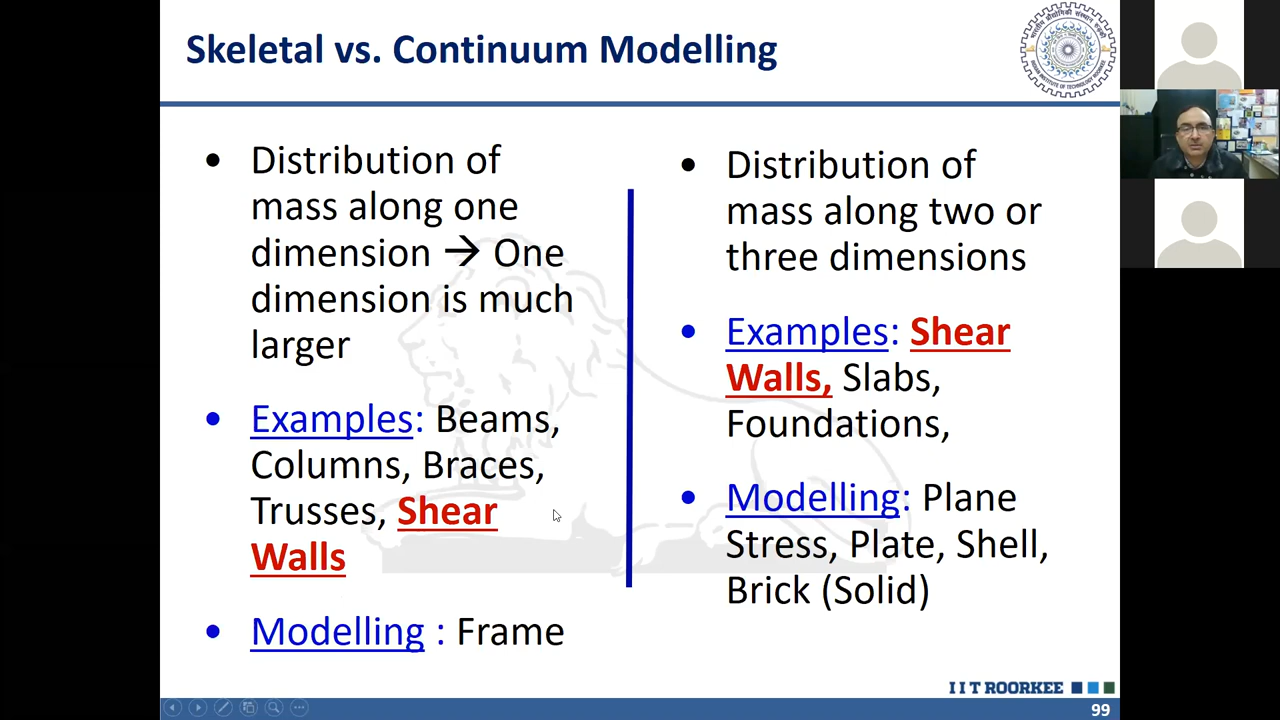 Skeletal vs. Continuum Modelling
• Distribution of
mass along one
dimension → One
dimension is much
larger
• Examples: Beams,
Columns, Braces,
Trusses, Shear
Walls
• Modelling : Frame
• Distribution of
mass along two or
three dimensions
• Examples: Shear
Walls, Slabs,
Foundations,
• Modelling: Plane
Stress, Plate, Shell,
Brick (Solid)
I I T ROORKEE
99